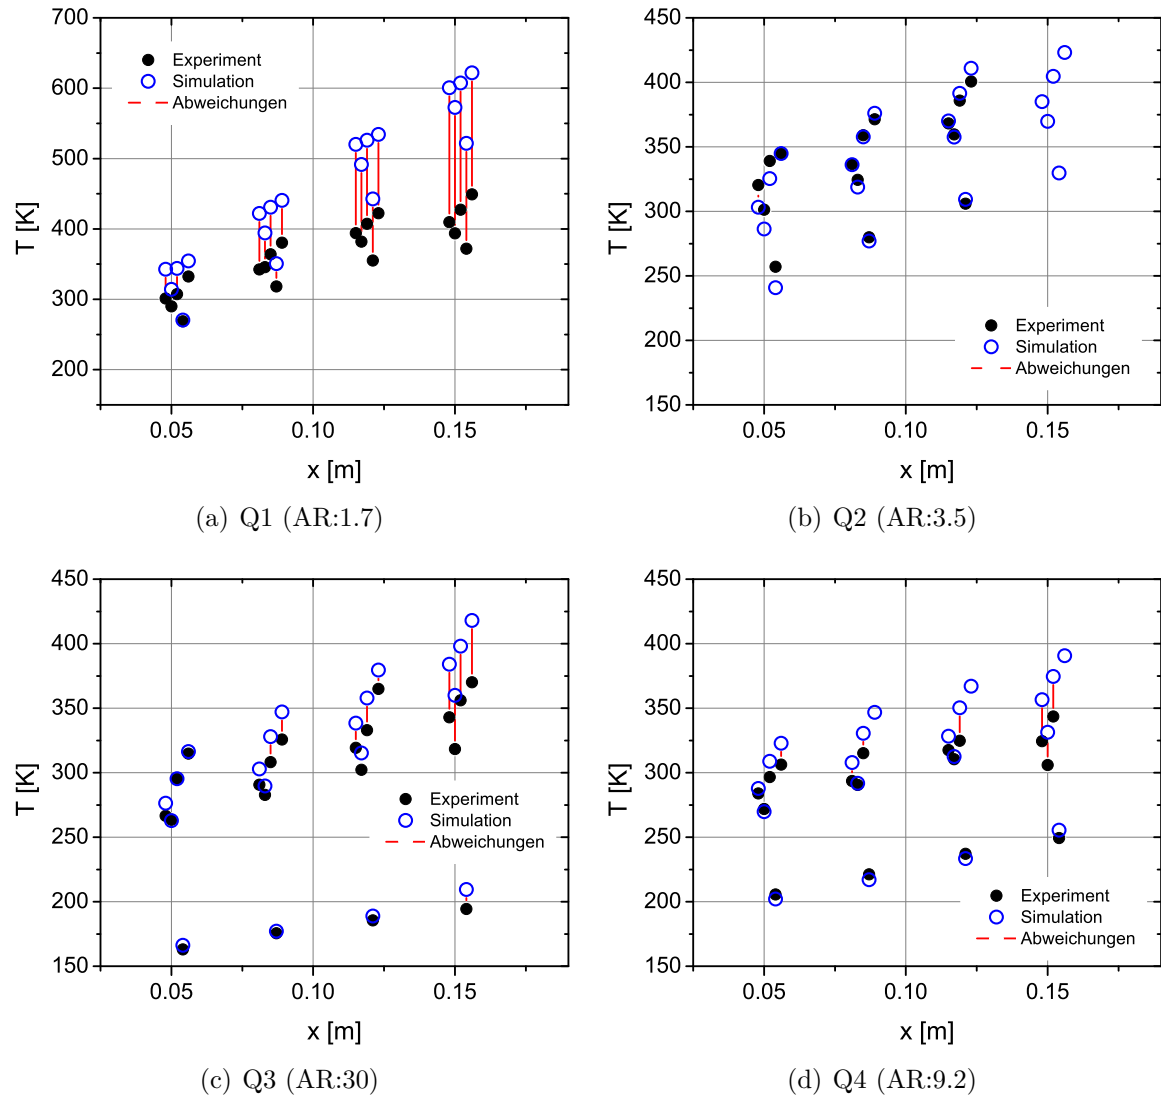 700
600
500
400
300
200
T [K]
Experiment
Simulation
Abweichungen
0.05
0.10
0.15
x [m]
(a) Q1 (AR:1.7)
450
400
350
300
250
200
150
T [K]
Experiment
Simulation
Abweichungen
0.05
0.10
0.15
x [m]
(b) Q2 (AR:3.5)
450
400
350
300
250
200
150
T [K]
Experiment
Simulation
Abweichungen
0.05
0.10
0.15
x [m]
(c) Q3 (AR:30)
450
400
350
300
250
200
150
T [K]
Experiment
Simulation
Abweichungen
0.05
0.10
0.15
x [m]
(d) Q4 (AR:9.2)